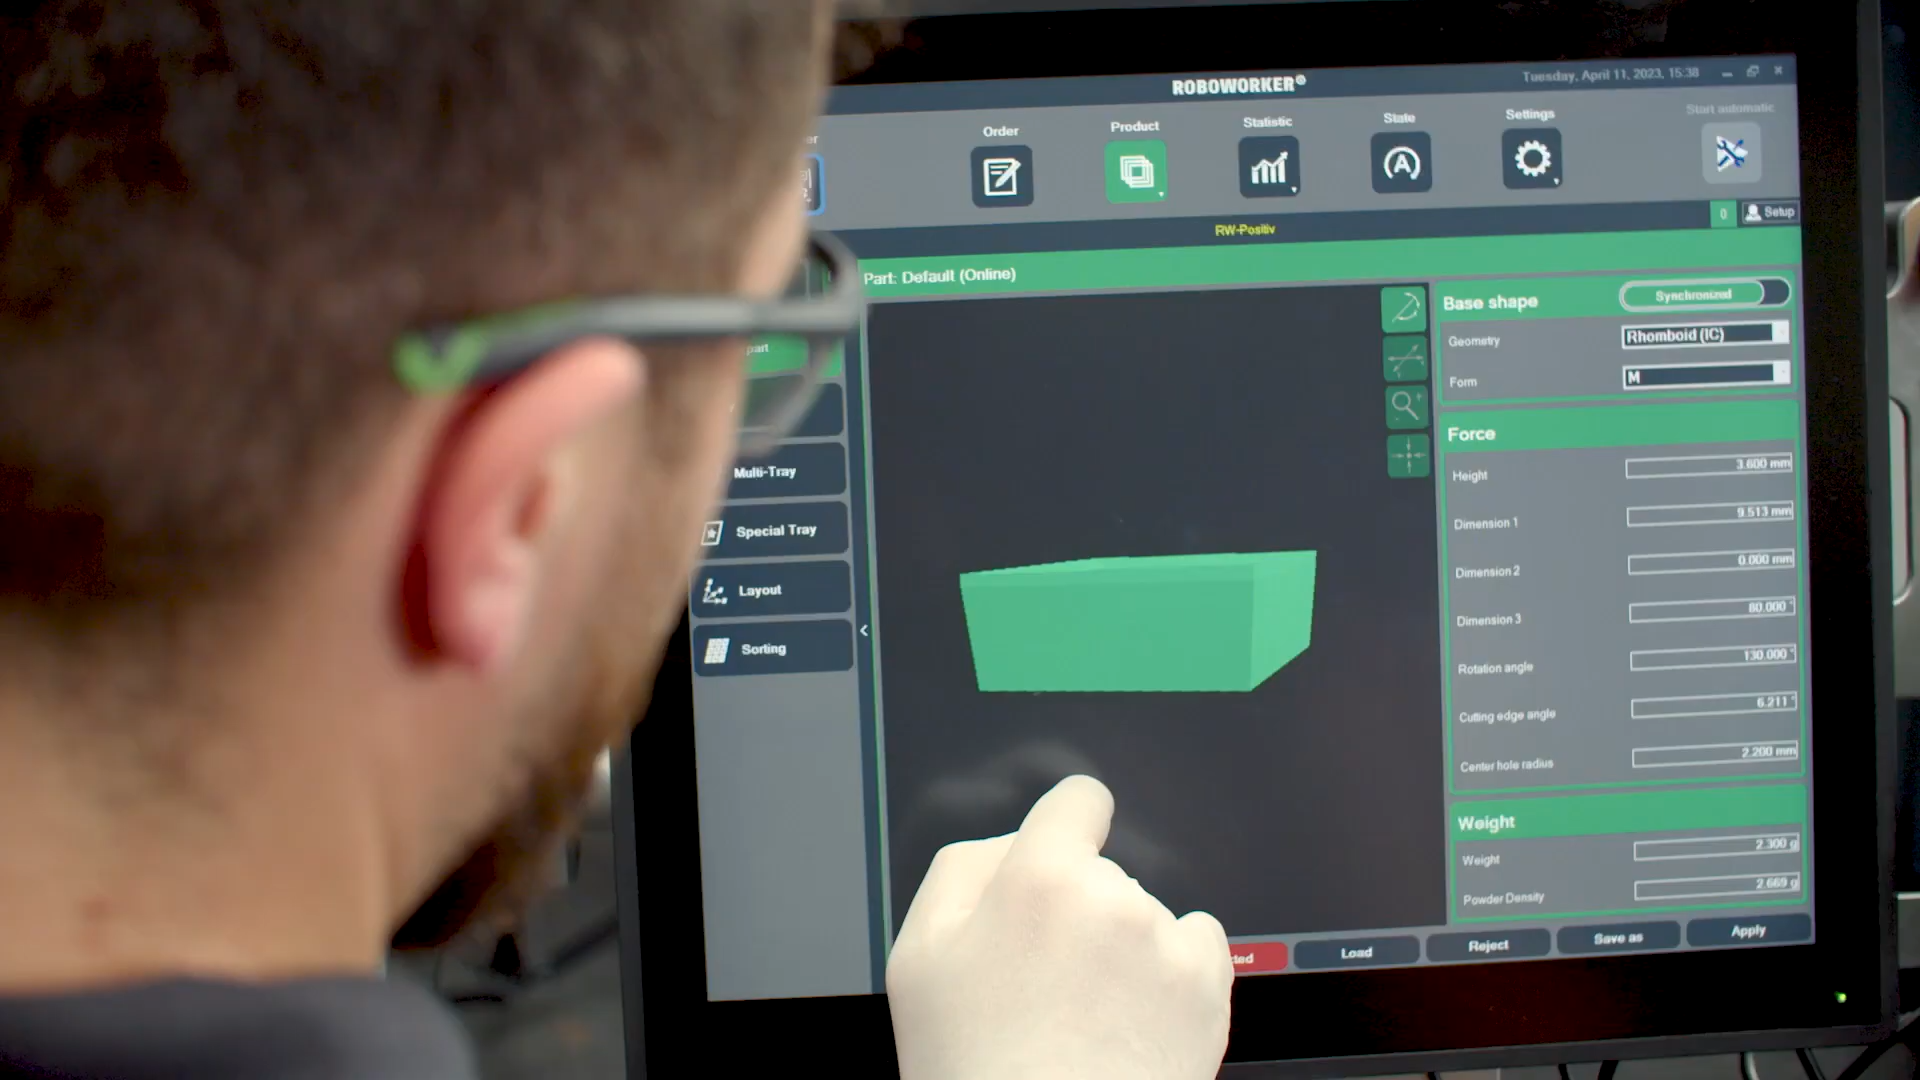 ROBOWORKER®
Tuesday, April 11, 2023, 15:38
er
Order
Product
Statistic
State
Settings
Start automatic
RW-Positiv
0
Setup
Part: Default (Online)
part
Multi-Tray
Special Tray
Layout
Sorting
Base shape
Synchronized
Geometry
Rhomboid (IC)
Form
M
Force
Height
3.600 mm
Dimension 1
9.513 mm
Dimension 2
0.000 mm
Dimension 3
80.000 °
Rotation angle
130.000 °
Cutting edge angle
6.211 °
Center hole radius
2.200 mm
Weight
Weight
2.300 g
Powder Density
2.669 g
ted
Load
Reject
Save as
Apply